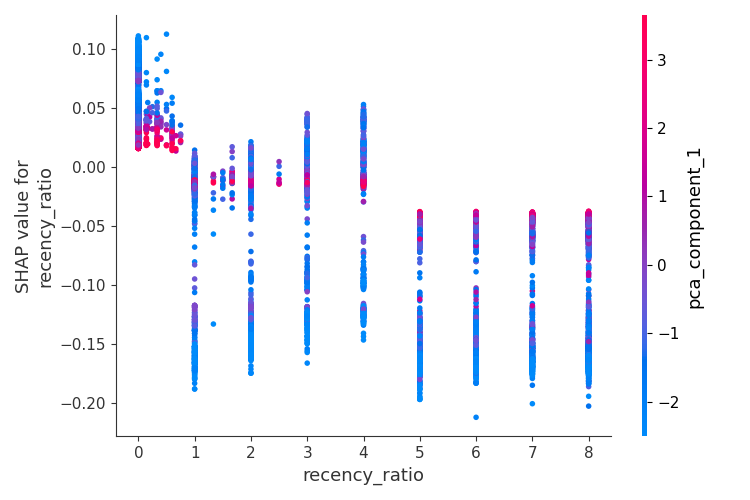 0.10
0.05
0.00
−0.05
−0.10
−0.15
−0.20
SHAP value for
recency_ratio
0 1 2 3 4 5 6 7 8
recency_ratio
3
2
1
0
−1
−2
pca_component_1